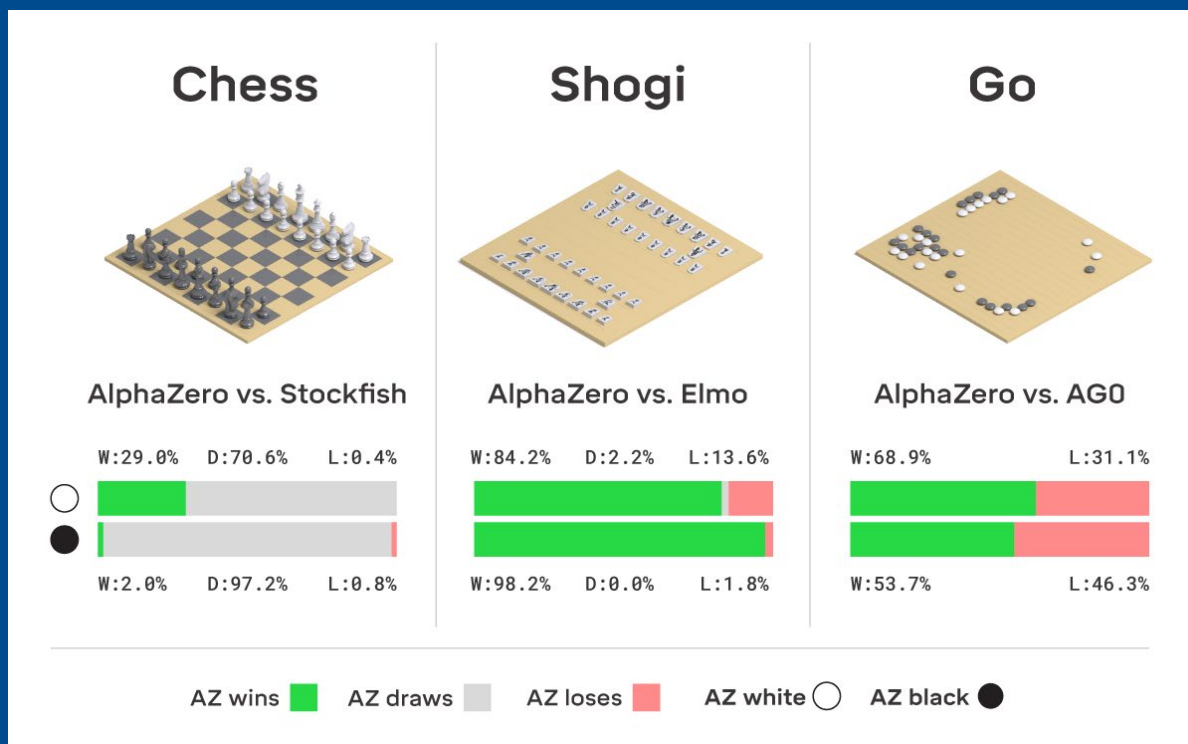 Chess
Shogi
Go
AlphaZero vs. Stockfish
AlphaZero vs. Elmo
AlphaZero vs. AG0
W:29.0% D:70.6% L:0.4%
W:84.2% D:2.2% L:13.6%
W:68.9% L:31.1%
W:2.0% D:97.2% L:0.8%
W:98.2% D:0.0% L:1.8%
W:53.7% L:46.3%
AZ wins AZ draws AZ loses AZ white AZ black